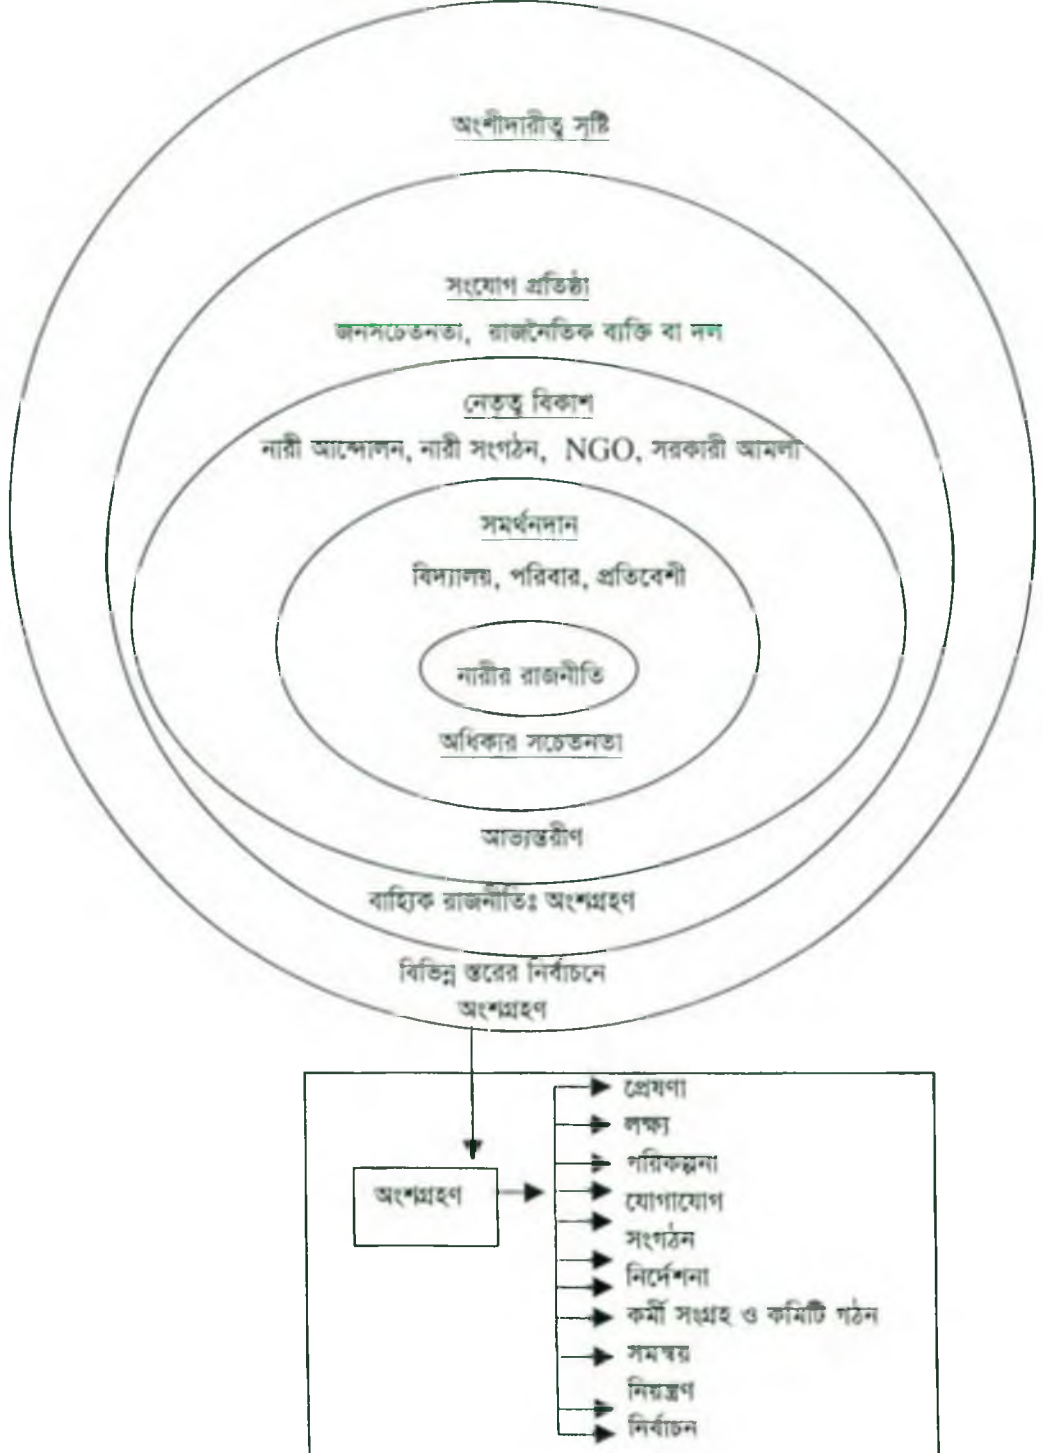 অংশীদারীত্ব সৃষ্টি
সংযোগ প্রতিষ্ঠা
জনসচেতনতা, রাজনৈতিক ব্যক্তি বা দল
নেতৃত্ব বিকাশ
নারী আন্দোলন, নারী সংগঠন, NGO, সরকারী আমলা
সমর্থনদান
বিদ্যালয়, পরিবার, প্রতিবেশী
নারীর রাজনীতি
অধিকার সচেতনতা
আভ্যন্তরীণ
বাহ্যিক রাজনীতিঃ অংশগ্রহণ
বিভিন্ন স্তরের নির্বাচনে
অংশগ্রহণ
অংশগ্রহণ
প্রেষণা
লক্ষ্য
পরিকল্পনা
যোগাযোগ
সংগঠন
নির্দেশনা
কর্মী সংগ্রহ ও কমিটি গঠন
সমন্বয়
নিয়ন্ত্রণ
নির্বাচন